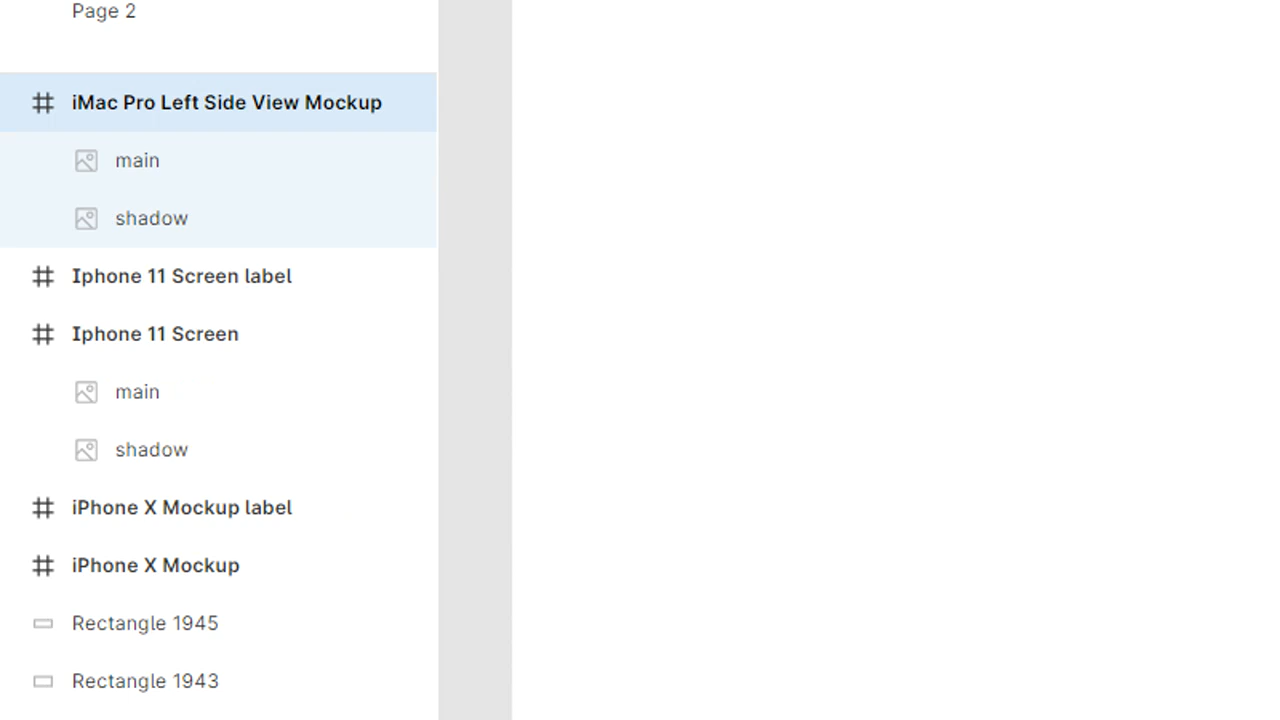 Page 2
iMac Pro Left Side View Mockup
main
shadow
Iphone 11 Screen label
Iphone 11 Screen
main
shadow
iPhone X Mockup label
iPhone X Mockup
Rectangle 1945
Rectangle 1943